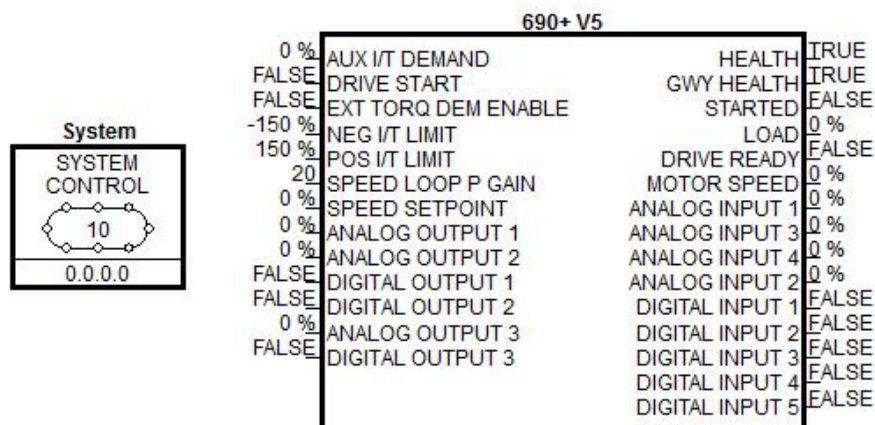 690+ V5
System
SYSTEM
CONTROL
10
0.0.0.0
0 % AUX I/T DEMAND HEALTH TRUE
FALSE DRIVE START GWY HEALTH TRUE
FALSE EXT TORQ DEM ENABLE STARTED FALSE
-150 % NEG I/T LIMIT LOAD 0 %
150 % POS I/T LIMIT DRIVE READY FALSE
20 SPEED LOOP P GAIN MOTOR SPEED 0 %
0 % SPEED SETPOINT ANALOG INPUT 1 0 %
0 % ANALOG OUTPUT 1 ANALOG INPUT 3 0 %
0 % ANALOG OUTPUT 2 ANALOG INPUT 4 0 %
FALSE DIGITAL OUTPUT 1 ANALOG INPUT 2 0 %
FALSE DIGITAL OUTPUT 2 DIGITAL INPUT 1 FALSE
0 % ANALOG OUTPUT 3 DIGITAL INPUT 2 FALSE
FALSE DIGITAL OUTPUT 3 DIGITAL INPUT 3 FALSE
DIGITAL INPUT 4 FALSE
DIGITAL INPUT 5 FALSE